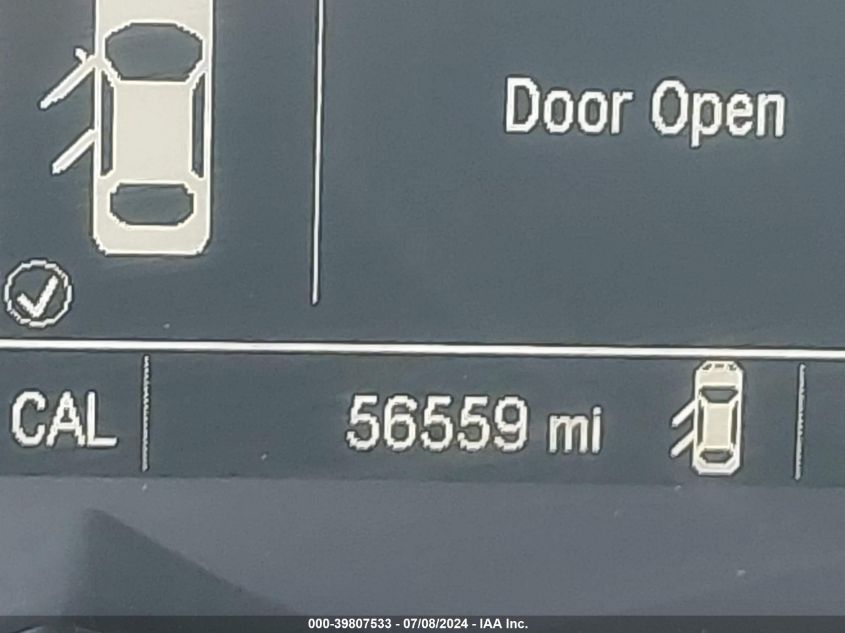 Door Open
CAL
56559 mi
000-39807533 - 07/08/2024 - IAA Inc.